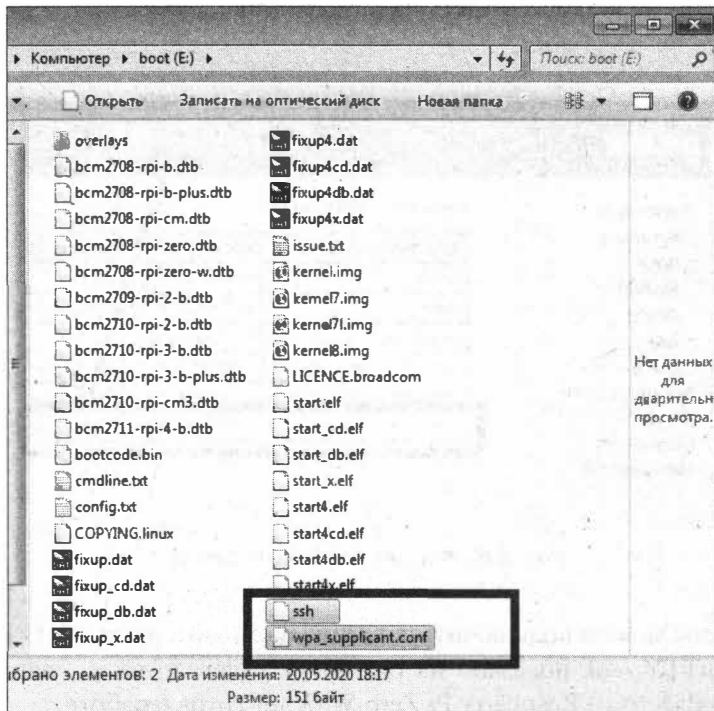 Компьютер ▸ boot (E:) ▸
Поиск: boot (E:)
Открыть Записать на оптический диск Новая папка
overlays
bcm2708-rpi-b.dtb
bcm2708-rpi-b-plus.dtb
bcm2708-rpi-cm.dtb
bcm2708-rpi-zero.dtb
bcm2708-rpi-zero-w.dtb
bcm2709-rpi-2-b.dtb
bcm2710-rpi-2-b.dtb
bcm2710-rpi-3-b.dtb
bcm2710-rpi-3-b-plus.dtb
bcm2710-rpi-cm3.dtb
bcm2711-rpi-4-b.dtb
bootcode.bin
cmdline.txt
config.txt
COPYING.linux
fixup.dat
fixup_cd.dat
fixup_db.dat
fixup_x.dat
fixup4.dat
fixup4cd.dat
fixup4db.dat
fixup4x.dat
issue.txt
kernel.img
kernel7.img
kernel7l.img
kernel8.img
LICENCE.broadcom
start.elf
start_cd.elf
start_db.elf
start_x.elf
start4.elf
start4cd.elf
start4db.elf
start4x.elf
ssh
wpa_supplicant.conf
Нет данных
для
дварительн
просмотра.
ıбрано элементов: 2 Дата изменения: 20.05.2020 18:17
Размер: 151 байт